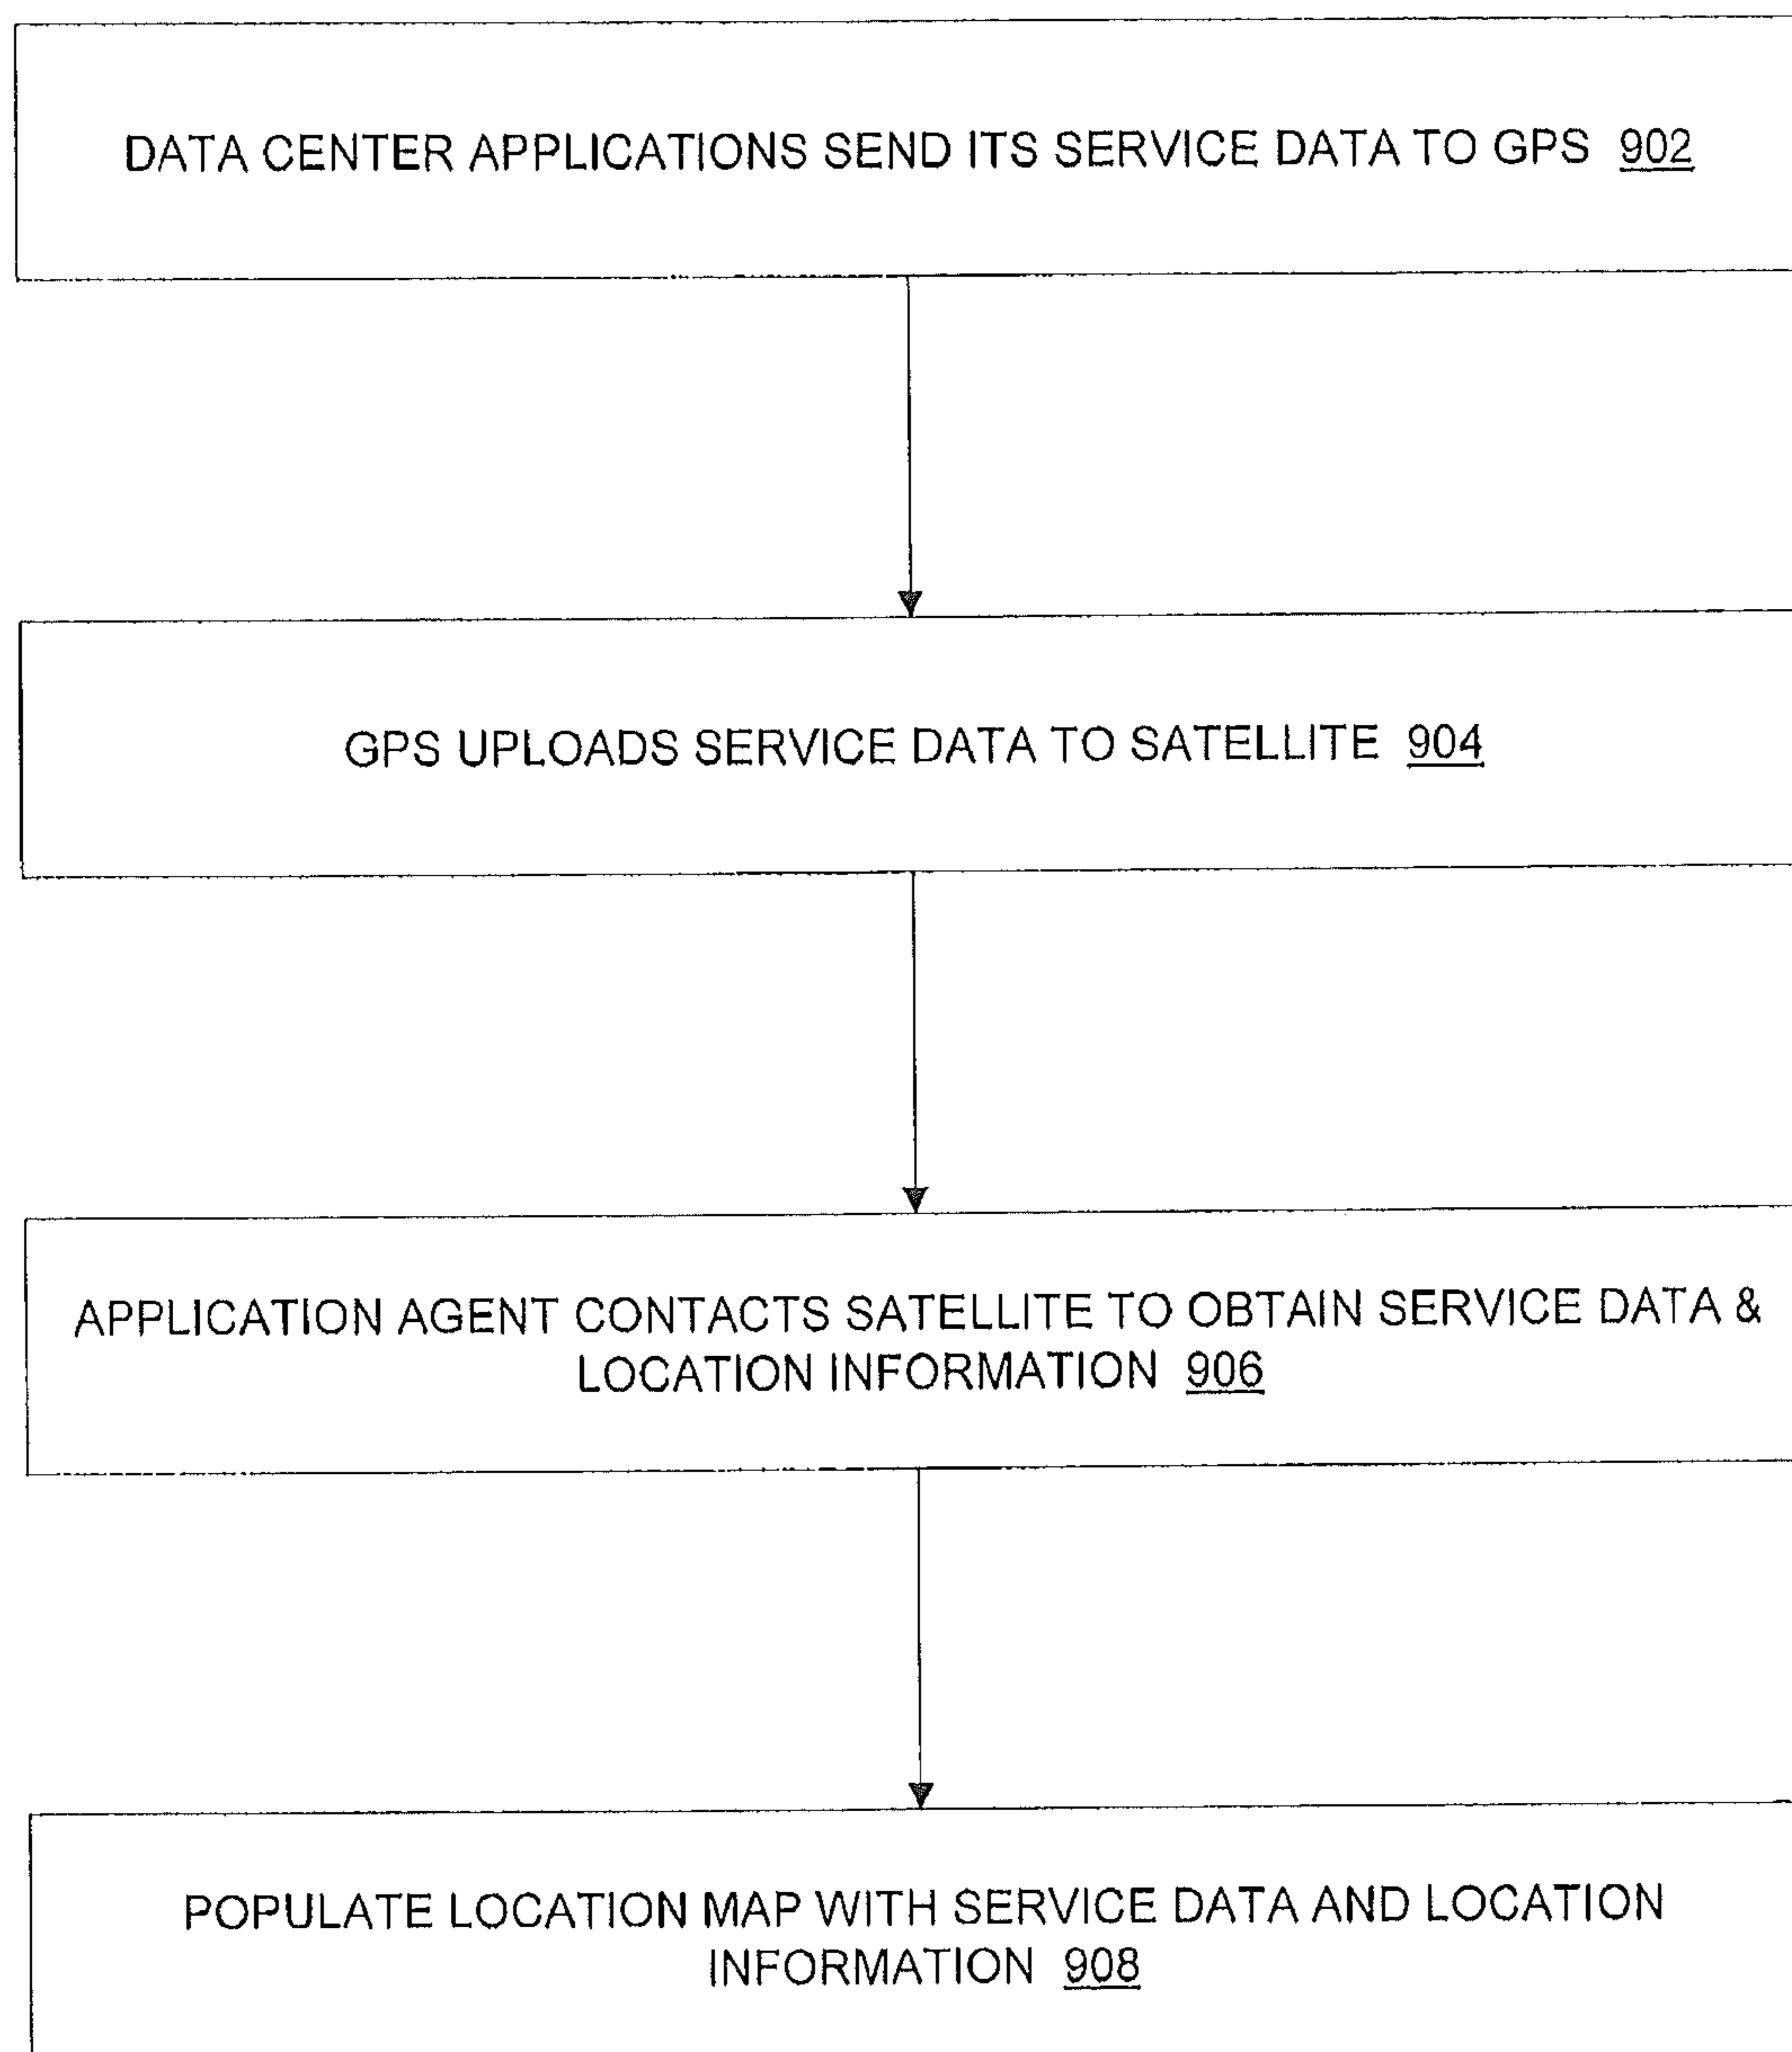 DATA CENTER APPLICATIONS SEND ITS SERVICE DATA TO GPS 902
GPS UPLOADS SERVICE DATA TO SATELLITE 904
APPLICATION AGENT CONTACTS SATELLITE TO OBTAIN SERVICE DATA &
LOCATION INFORMATION 906
POPULATE LOCATION MAP WITH SERVICE DATA AND LOCATION
INFORMATION 908